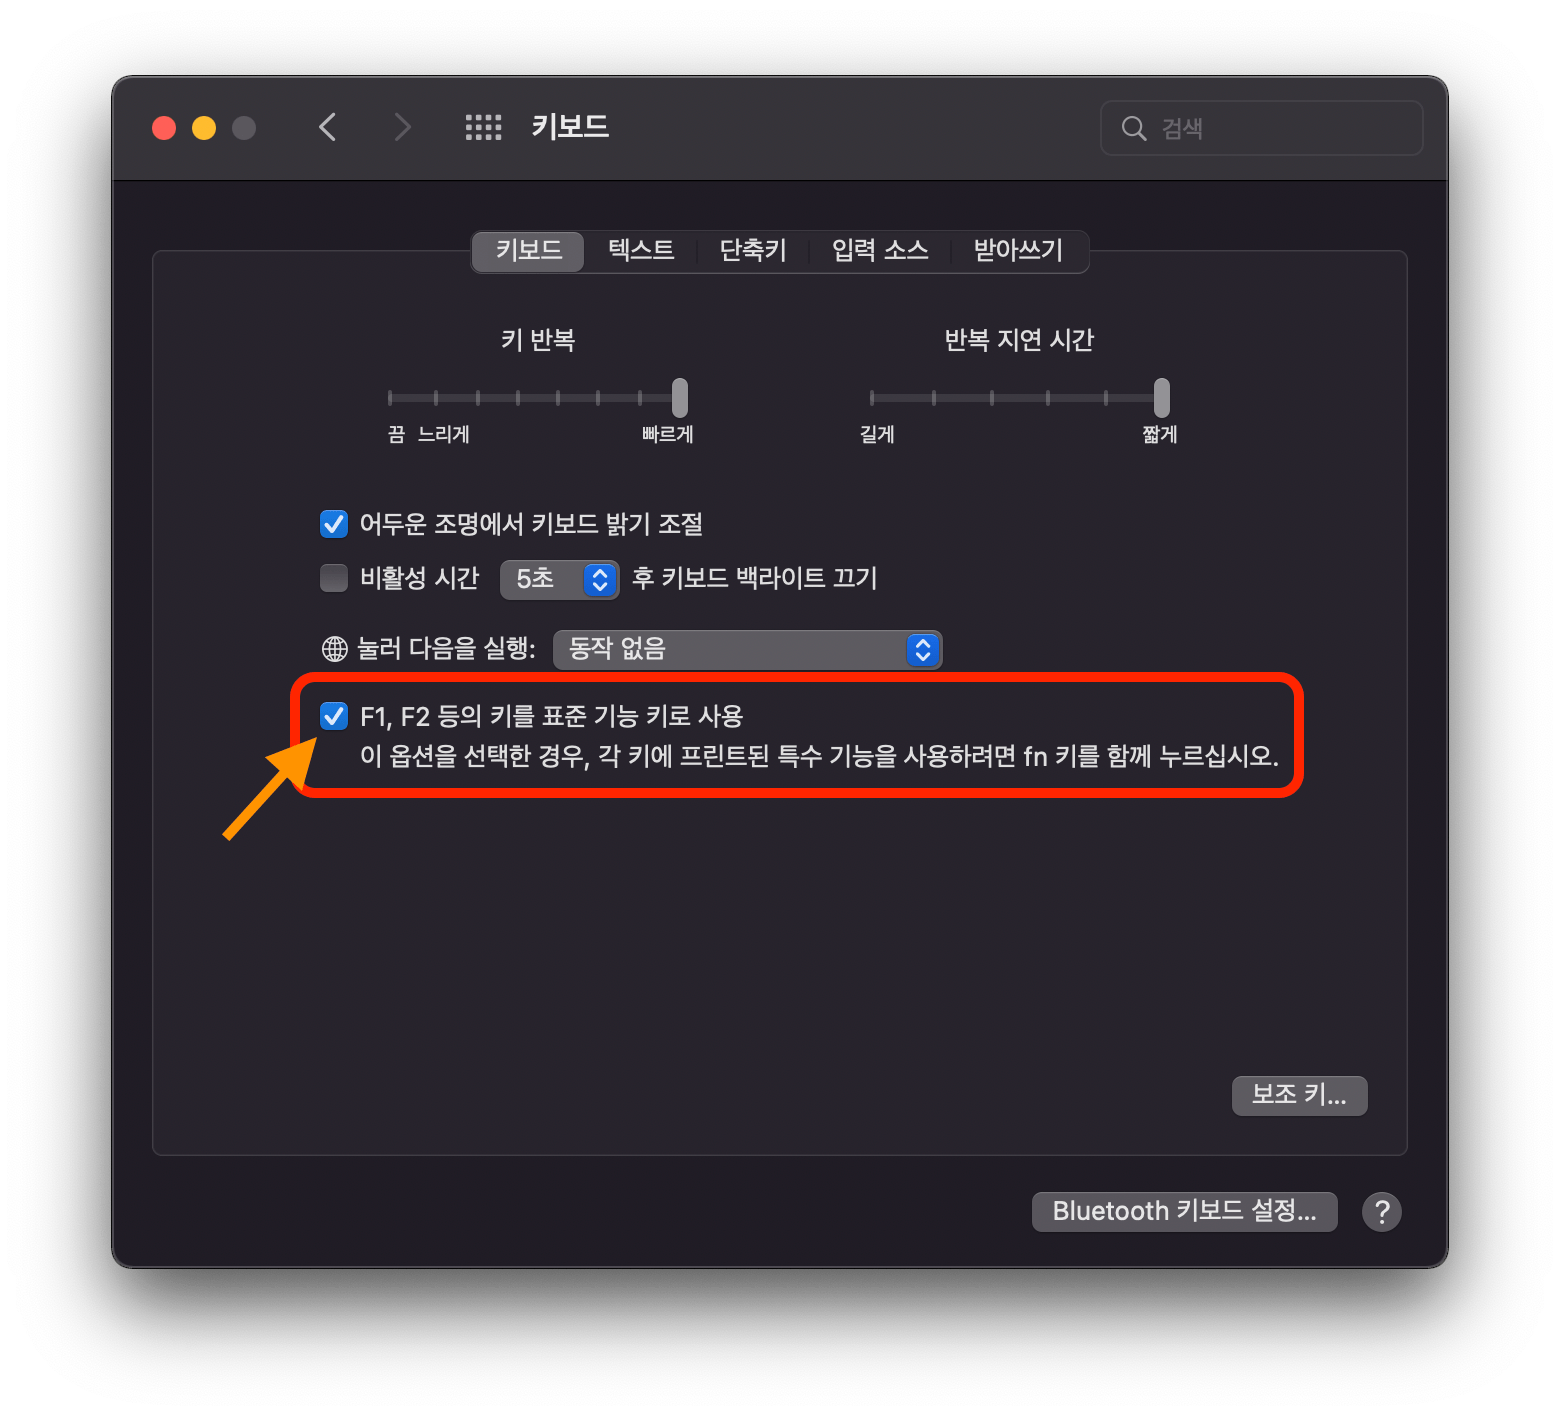 키보드
검색
키보드 텍스트 단축키 입력 소스 받아쓰기
키 반복
반복 지연 시간
끔 느리게 빠르게
길게 짧게
어두운 조명에서 키보드 밝기 조절
비활성 시간 5초 후 키보드 백라이트 끄기
눌러 다음을 실행: 동작 없음
F1, F2 등의 키를 표준 기능 키로 사용
이 옵션을 선택한 경우, 각 키에 프린트된 특수 기능을 사용하려면 fn 키를 함께 누르십시오.
보조 키...
Bluetooth 키보드 설정... ?